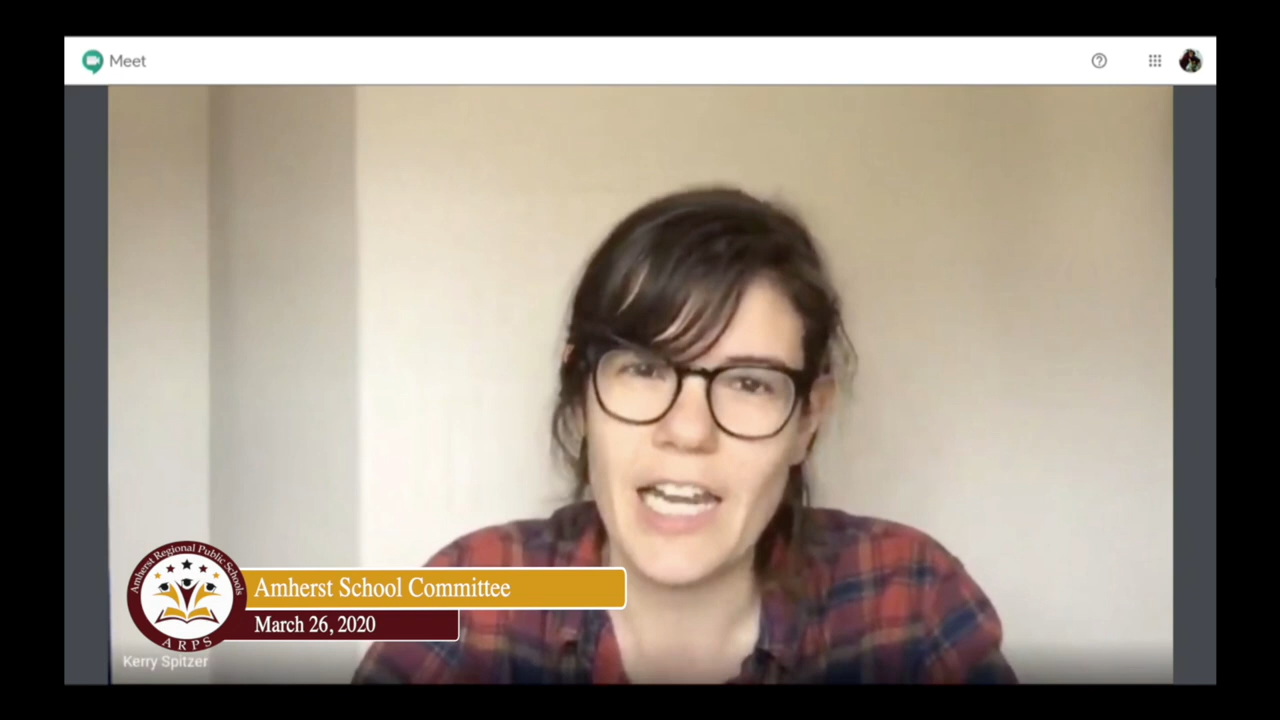 Meet
Amherst Regional Public Schools
Amherst School Committee
March 26, 2020
ARPS
Kerry Spitzer